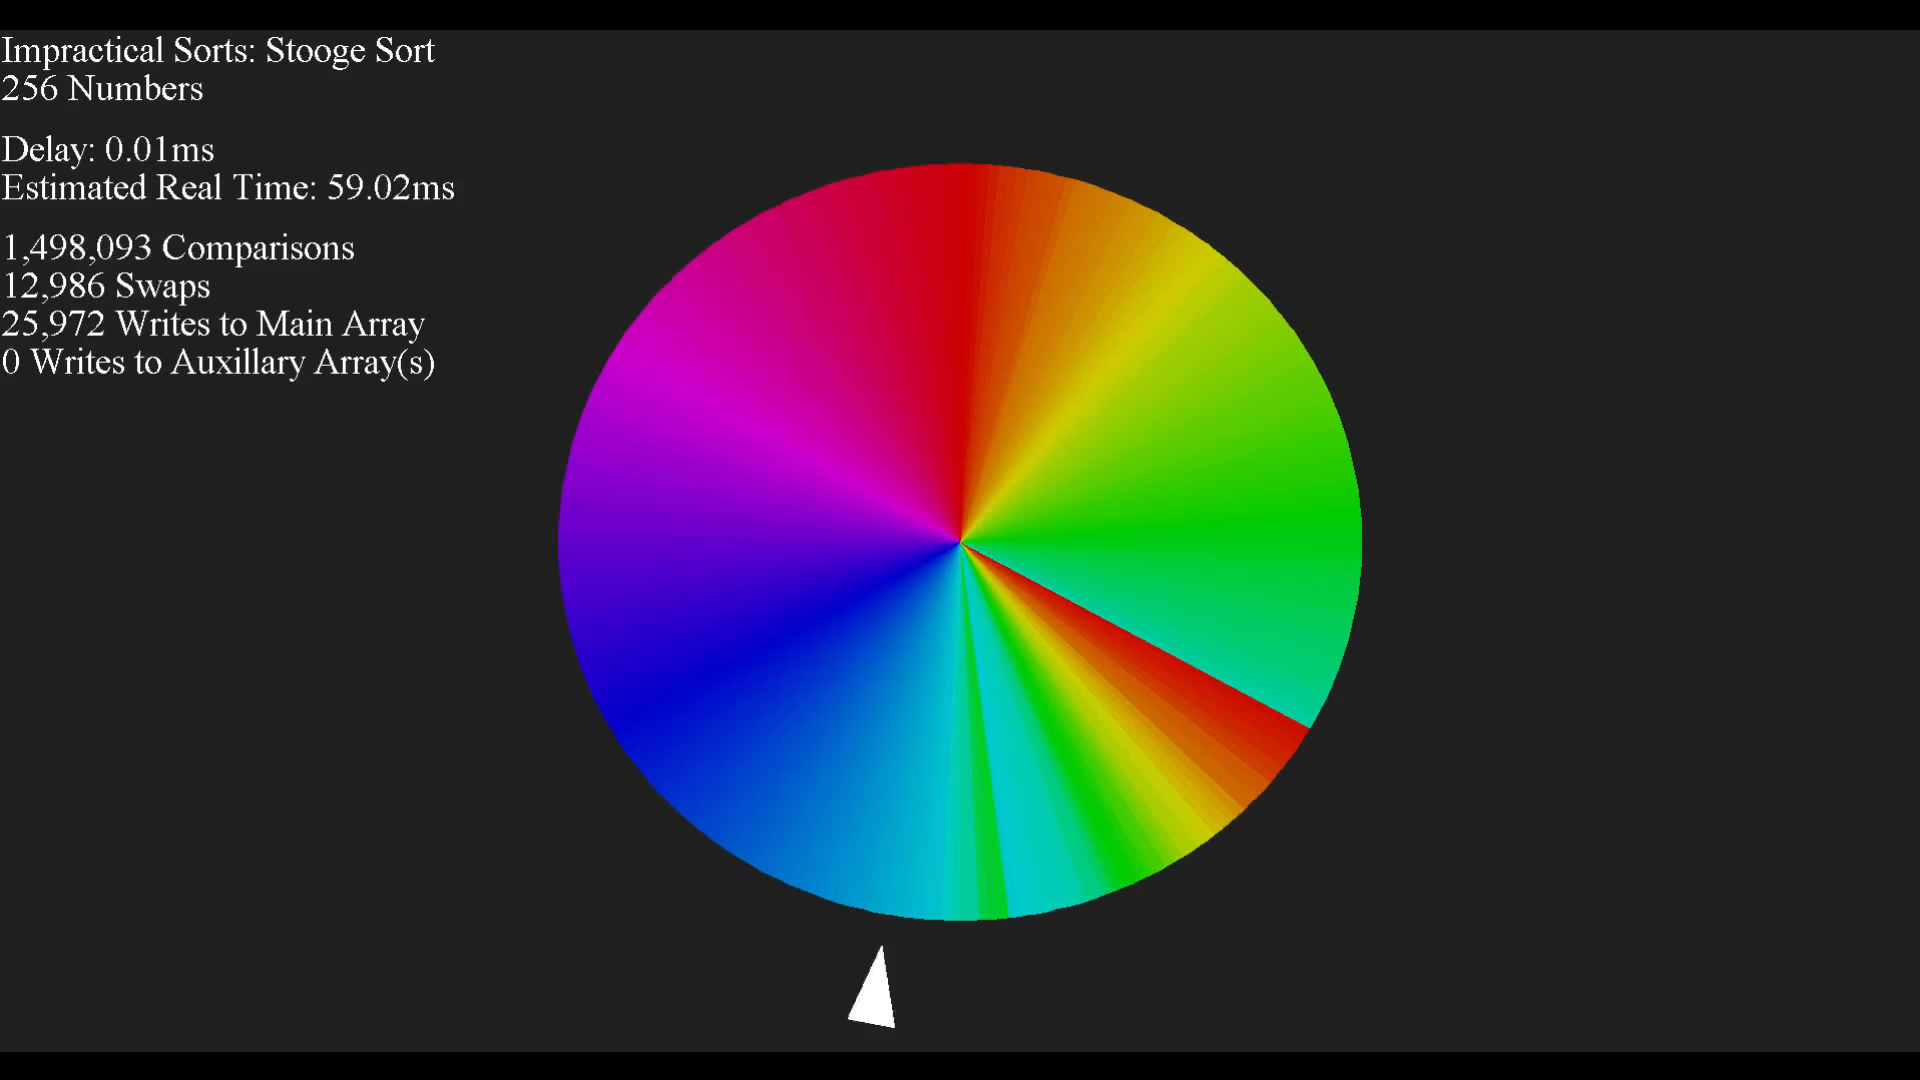 Impractical Sorts: Stooge Sort
256 Numbers
Delay: 0.01ms
Estimated Real Time: 59.02ms
1,498,093 Comparisons
12,986 Swaps
25,972 Writes to Main Array
0 Writes to Auxillary Array(s)